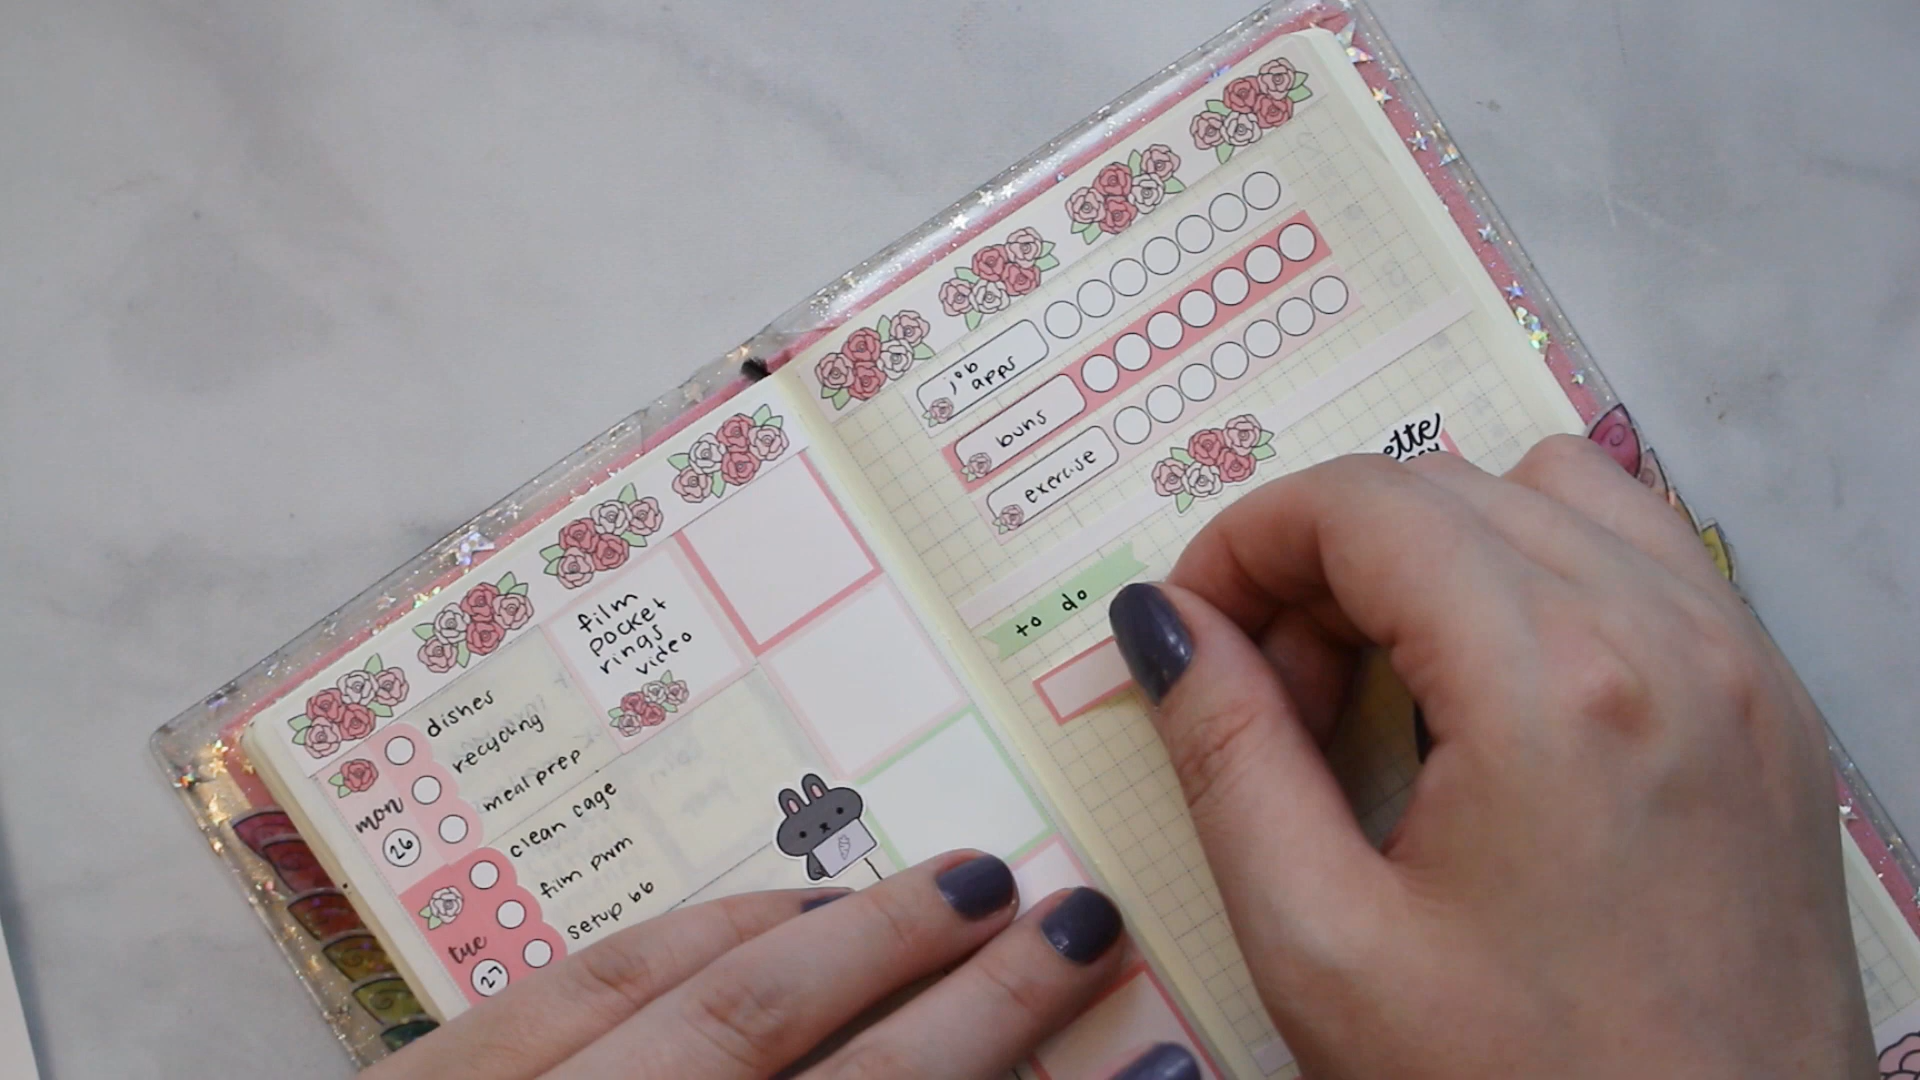 dishes
recycling
meal prep
mon
26
clean cage
film pwm
setup bb
tue
27
film
pocket
rings
video
job
apps
buns
exercise
to do